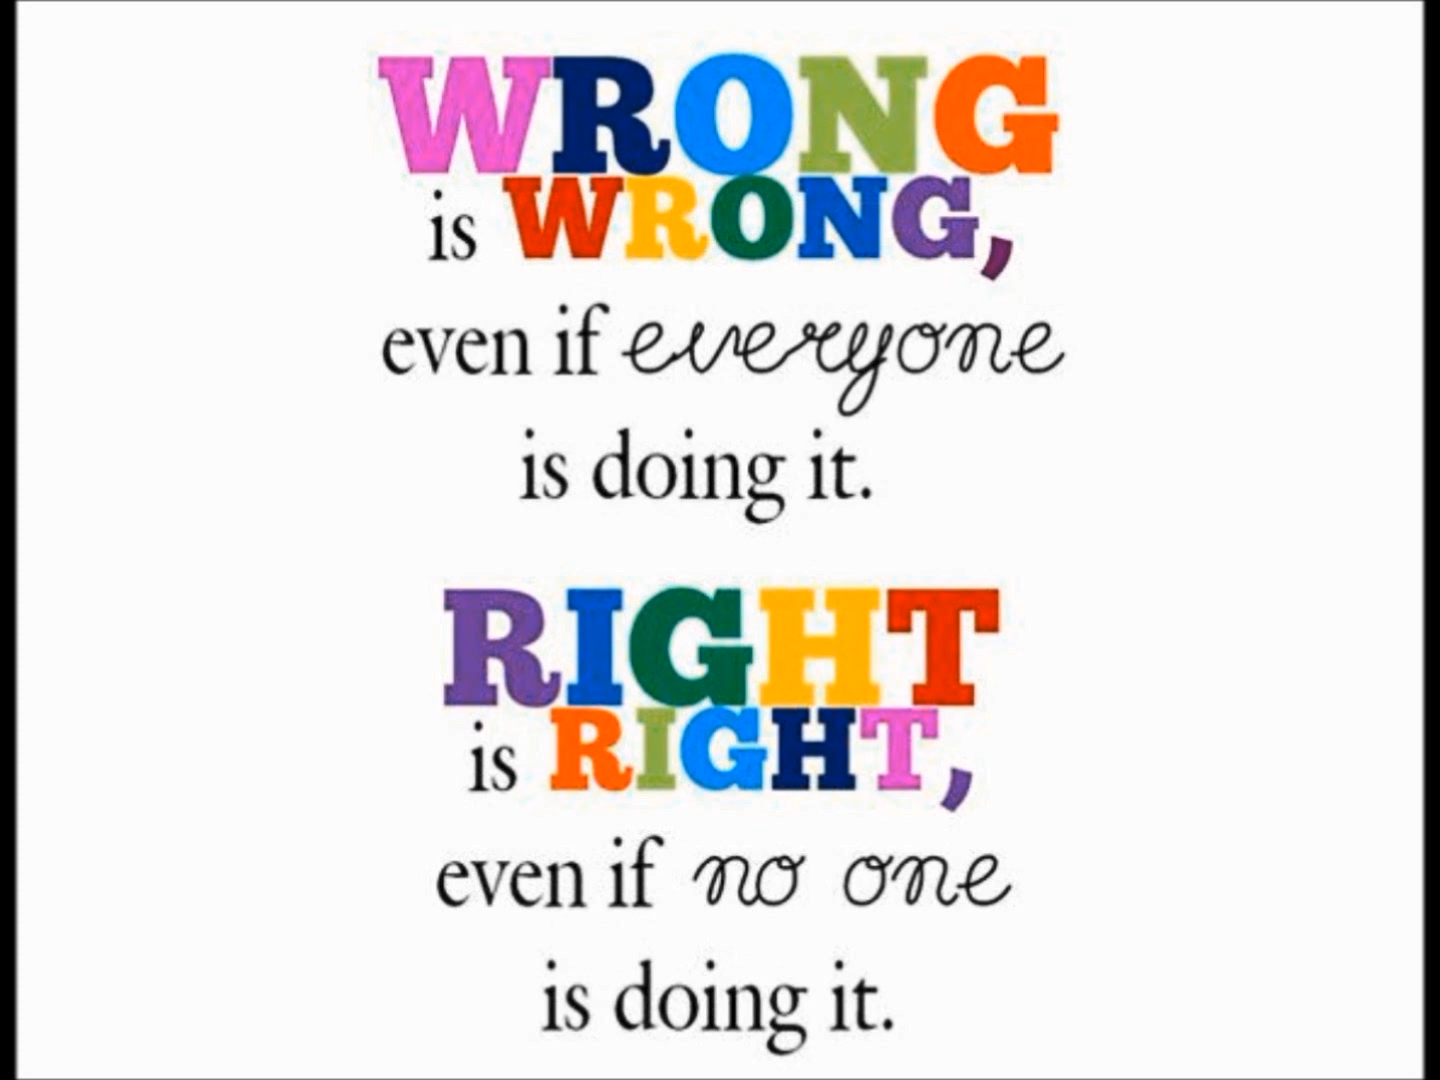 WRONG
is WRONG,
even if everyone
is doing it.
RIGHT
is RIGHT,
even if no one
is doing it.